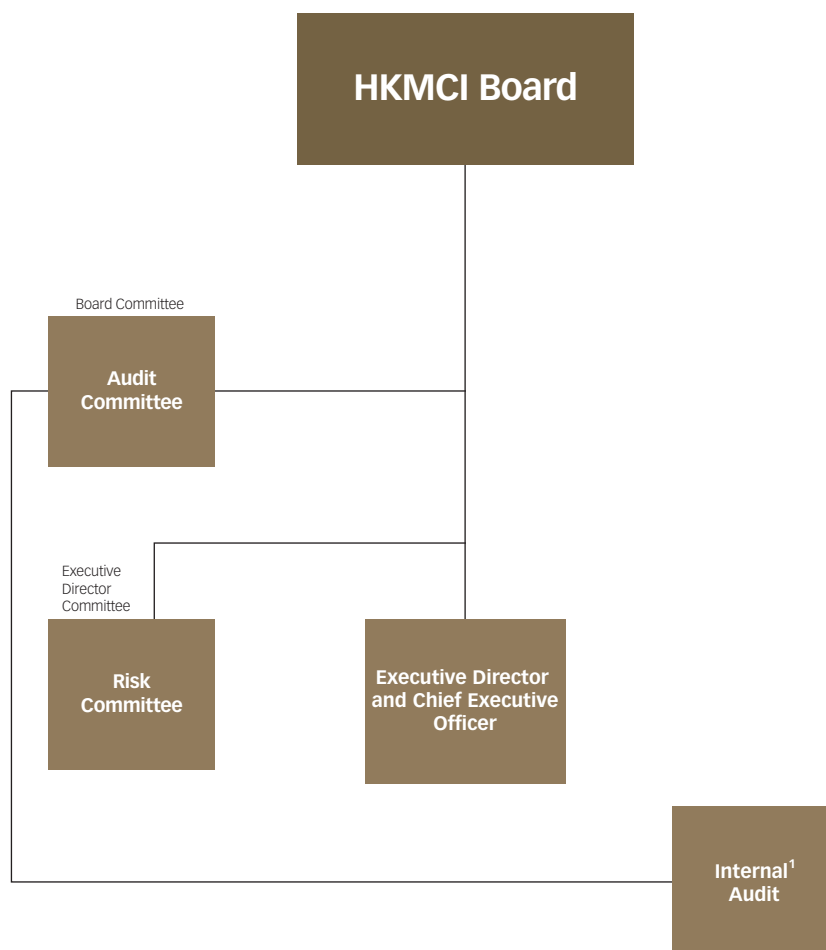 HKMCI Board
Board Committee
Audit
Committee
Executive
Director
Committee
Risk
Committee
Executive Director
and Chief Executive
Officer
Internal¹
Audit